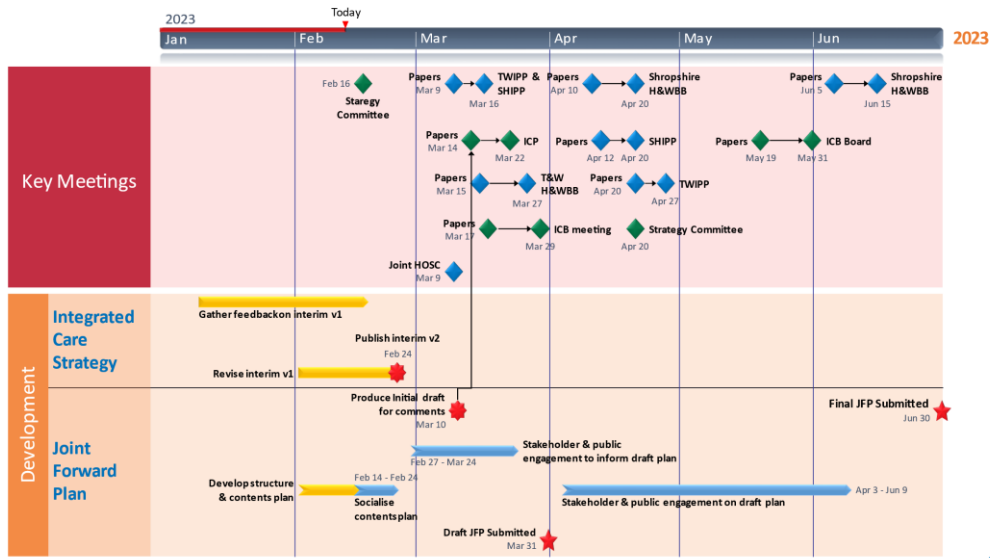 Today
2023
Jan Feb Mar Apr May Jun
2023
Key Meetings
Feb 16
Staregy
Committee
Papers
Mar 9
TWIPP &
SHIPP
Mar 16
Papers
Apr 10
Shropshire
H&WBB
Apr 20
Papers
Jun 5
Shropshire
H&WBB
Jun 15
Papers
Mar 14
ICP
Mar 22
Papers
Apr 12
SHIPP
Apr 20
Papers
May 19
ICB Board
May 31
Papers
Mar 15
T&W
H&WBB
Mar 27
Papers
Apr 20
TWIPP
Apr 27
Papers
Mar 17
ICB meeting
Mar 29
Strategy Committee
Apr 20
Joint HOSC
Mar 9
Development
Integrated
Care
Strategy
Gather feedbackon interim v1
Publish interim v2
Feb 24
Revise interim v1
Joint
Forward
Plan
Produce Initial draft
for comments
Mar 10
Final JFP Submitted
Jun 30
Stakeholder & public
engagement to inform draft plan
Feb 27 - Mar 24
Develop structure
& contents plan
Feb 14 - Feb 24
Socialise
contentsplan
Apr 3 - Jun 9
Stakeholder & public engagement on draft plan
Draft JFP Submitted
Mar 31